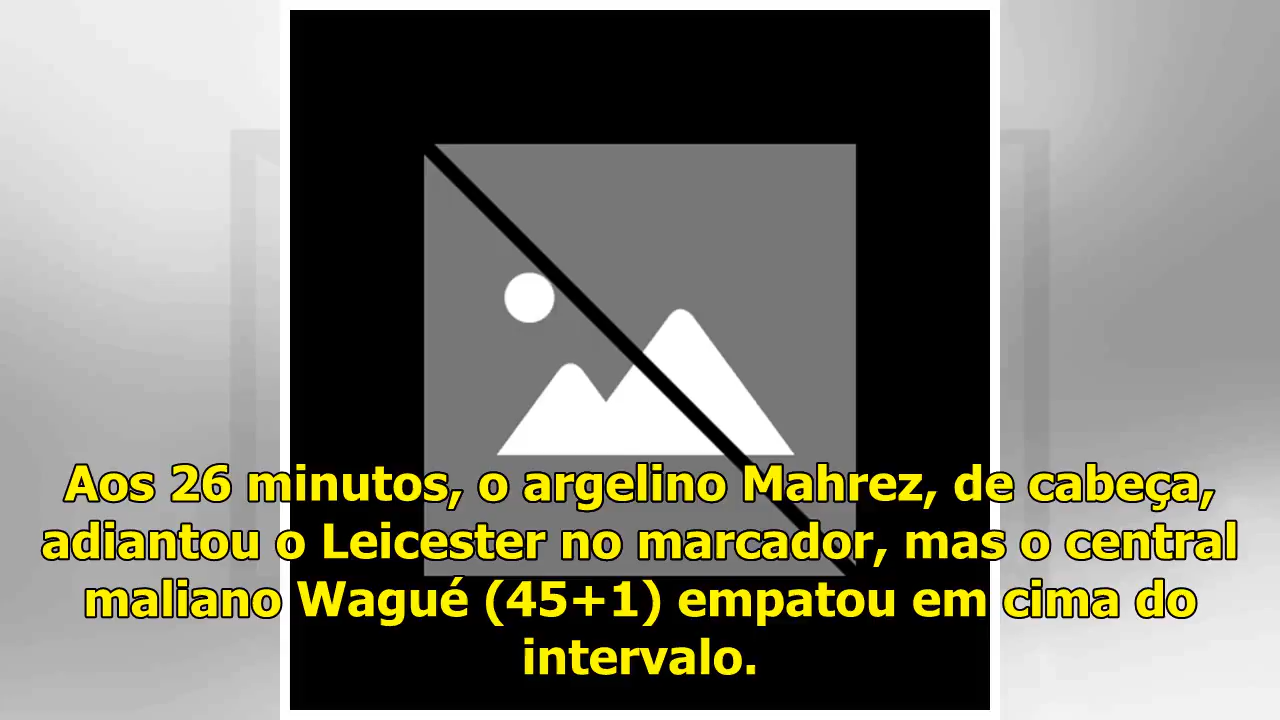 Aos 26 minutos, o argelino Mahrez, de cabeça,
adiantou o Leicester no marcador, mas o central
maliano Wagué (45+1) empatou em cima do
intervalo.